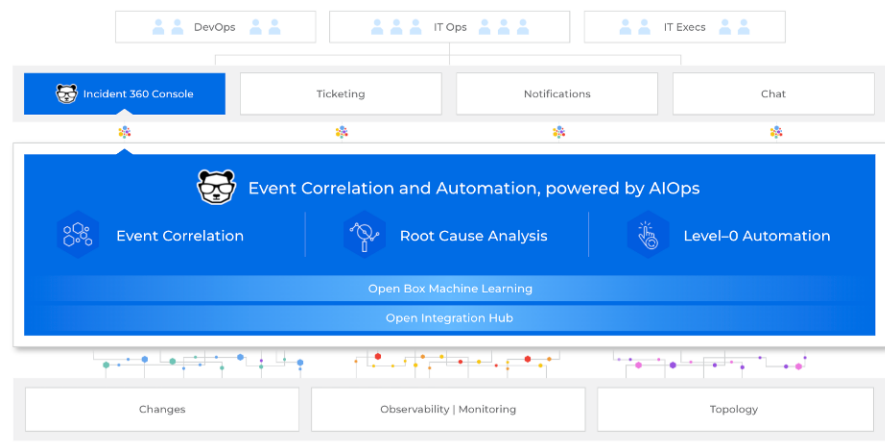 DevOps
IT Ops
IT Execs
Incident 360 Console
Ticketing
Notifications
Chat
Event Correlation and Automation, powered by AIOps
Event Correlation
Root Cause Analysis
Level–0 Automation
Open Box Machine Learning
Open Integration Hub
Changes
Observability | Monitoring
Topology